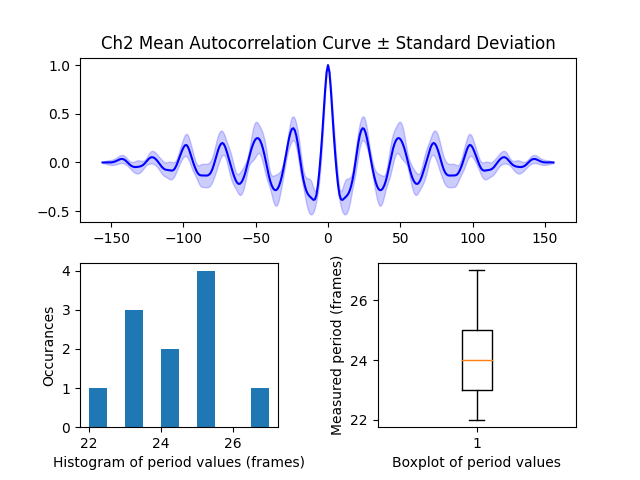 Ch2 Mean Autocorrelation Curve ± Standard Deviation
1.0
0.5
0.0
−0.5
−150 −100 −50 0 50 100 150
Occurances
4
3
2
1
0
22 24 26
Histogram of period values (frames)
Measured period (frames)
26
24
22
1
Boxplot of period values